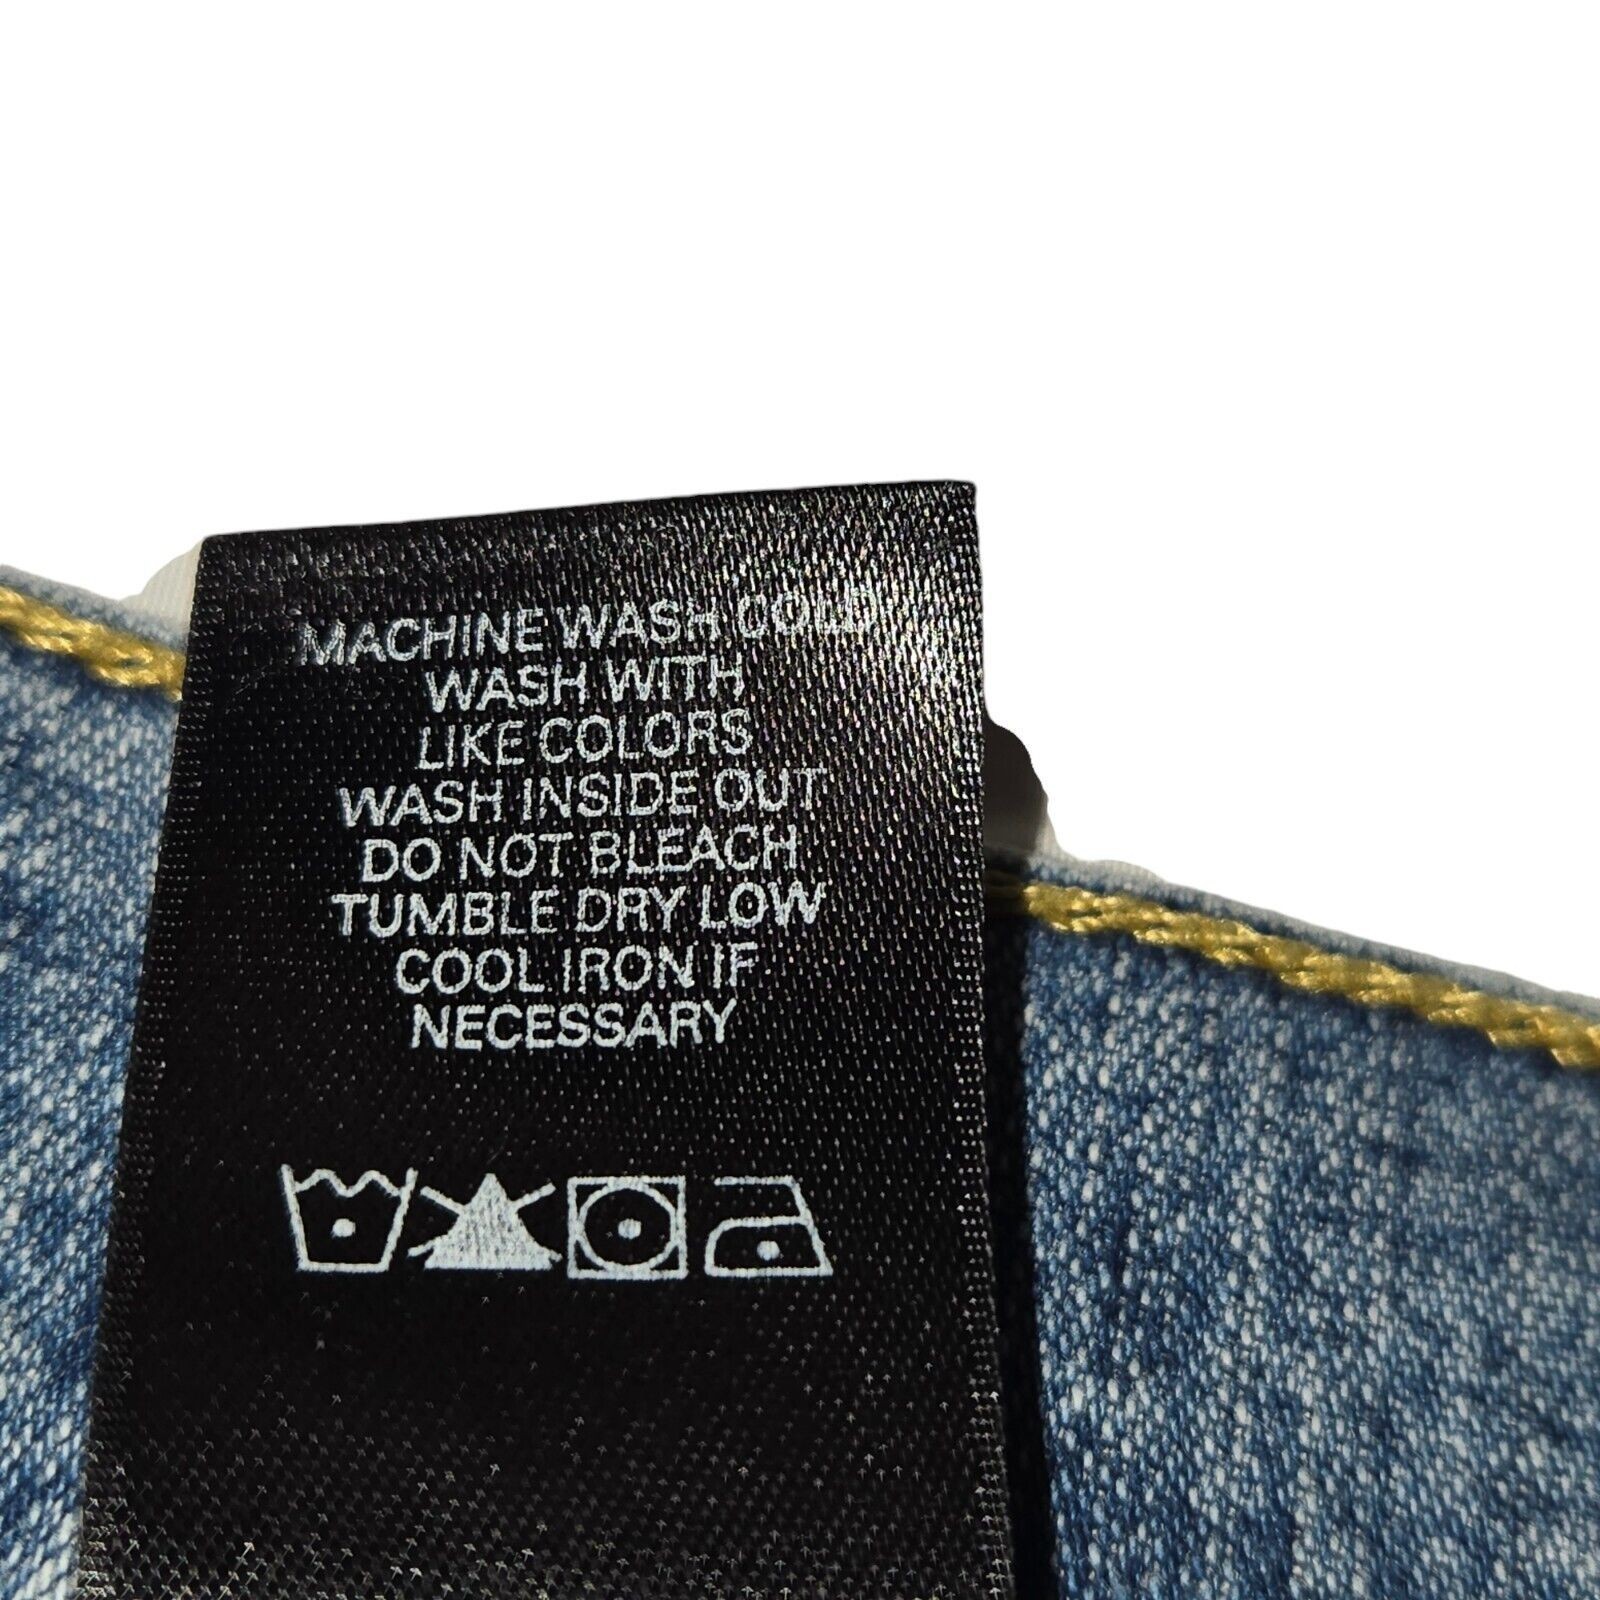 MACHINE WASH COLD
WASH WITH
LIKE COLORS
WASH INSIDE OUT
DO NOT BLEACH
TUMBLE DRY LOW
COOL IRON IF
NECESSARY